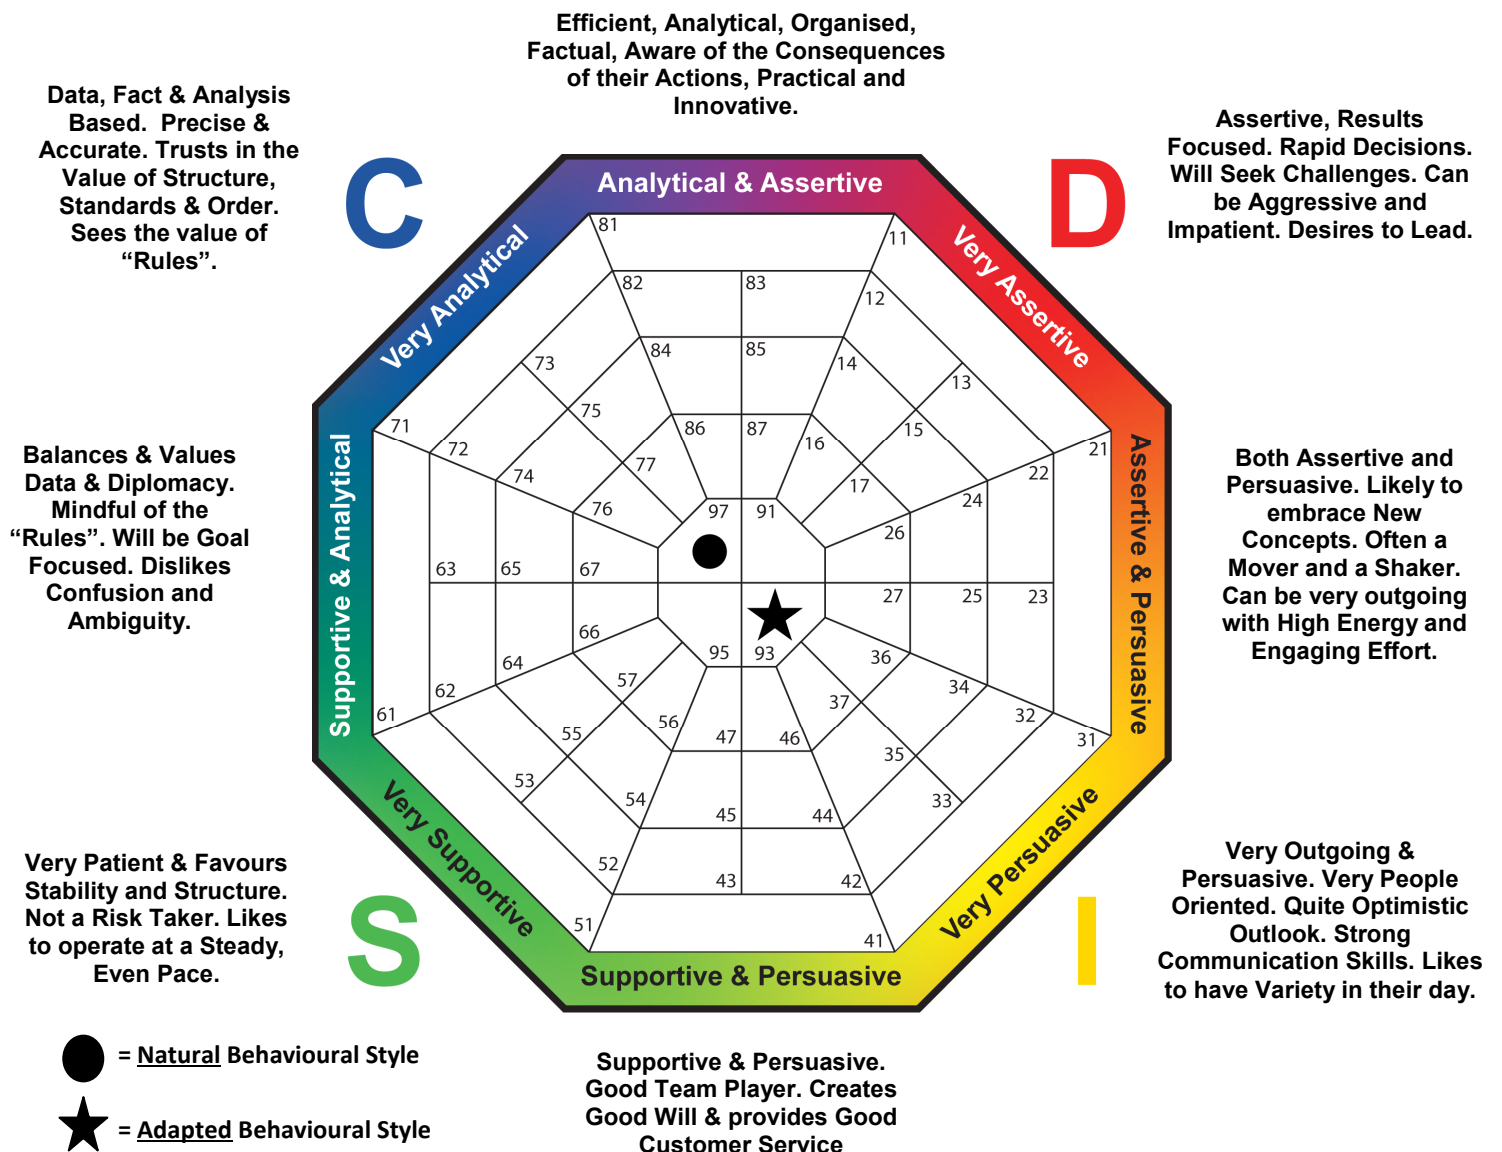 Efficient, Analytical, Organised,
Factual, Aware of the Consequences
of their Actions, Practical and
Innovative.
Data, Fact & Analysis
Based.  Precise &
Accurate. Trusts in the
Value of Structure,
Standards & Order.
Sees the value of
“Rules”.
C
D
Assertive, Results
Focused. Rapid Decisions.
Will Seek Challenges. Can
be Aggressive and
Impatient. Desires to Lead.
Analytical & Assertive
Very Analytical
Very Assertive
81
11
82
83
12
84
85
14
73
13
75
15
71
86
87
16
72
21
77
22
74
17
24
76
97
91
26
Supportive & Analytical
Assertive & Persuasive
Balances & Values
Data & Diplomacy.
Mindful of the
“Rules”. Will be Goal
Focused. Dislikes
Confusion and
Ambiguity.
Both Assertive and
Persuasive. Likely to
embrace New
Concepts. Often a
Mover and a Shaker.
Can be very outgoing
with High Energy and
Engaging Effort.
63
65
67
27
25
23
66
64
95
93
36
57
62
34
37
61
56
32
55
47
46
31
35
53
54
33
45
44
52
43
42
51
41
Very Supportive
Very Persuasive
Supportive & Persuasive
Very Patient & Favours
Stability and Structure.
Not a Risk Taker. Likes
to operate at a Steady,
Even Pace.
S
I
Very Outgoing &
Persuasive. Very People
Oriented. Quite Optimistic
Outlook. Strong
Communication Skills. Likes
to have Variety in their day.
= Natural Behavioural Style
= Adapted Behavioural Style
Supportive & Persuasive.
Good Team Player. Creates
Good Will & provides Good
Customer Service